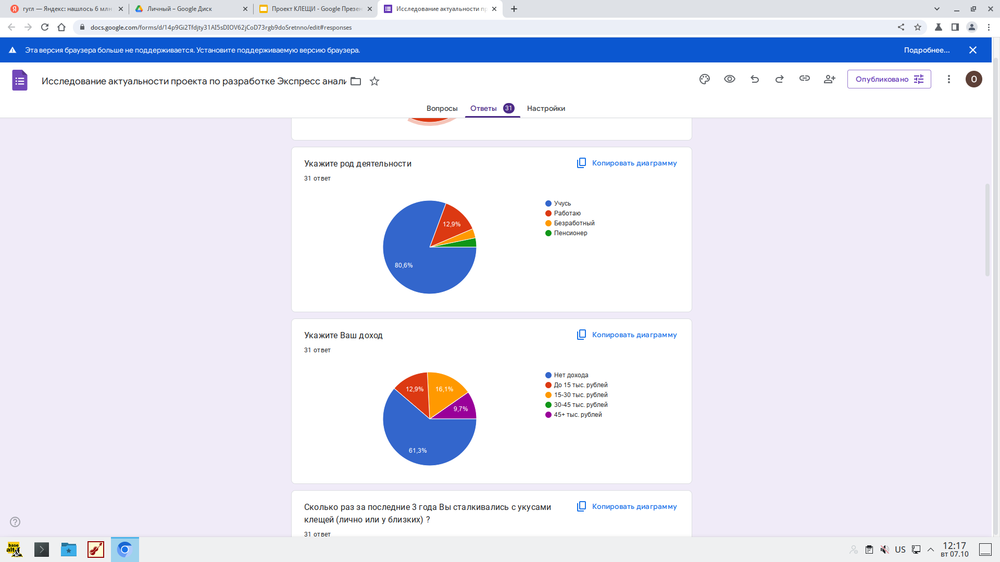 гугл — Яндекс: нашлось 6 млн
Личный – Google Диск
Проект КЛЕЩИ - Google Презен
Исследование актуальности пр
docs.google.com/forms/d/14p9Gi2Tfdjty31AI5sDIOV62jCoD73rgb9doSretnno/edit#responses
Эта версия браузера больше не поддерживается. Установите поддерживаемую версию браузера.
Подробнее...
Исследование актуальности проекта по разработке Экспресс анали
Опубликовано
О
Вопросы
Ответы 31
Настройки
Укажите род деятельности
Копировать диаграмму
31 ответ
Учусь
Работаю
Безработный
Пенсионер
12,9%
80,6%
Укажите Ваш доход
Копировать диаграмму
31 ответ
Нет дохода
До 15 тыс. рублей
15-30 тыс. рублей
30-45 тыс. рублей
45+ тыс. рублей
12,9%
16,1%
9,7%
61,3%
Сколько раз за последние 3 года Вы сталкивались с укусами
клещей (лично или у близких) ?
Копировать диаграмму
31 ответ
base
alt
US
12:17
вт 07.10